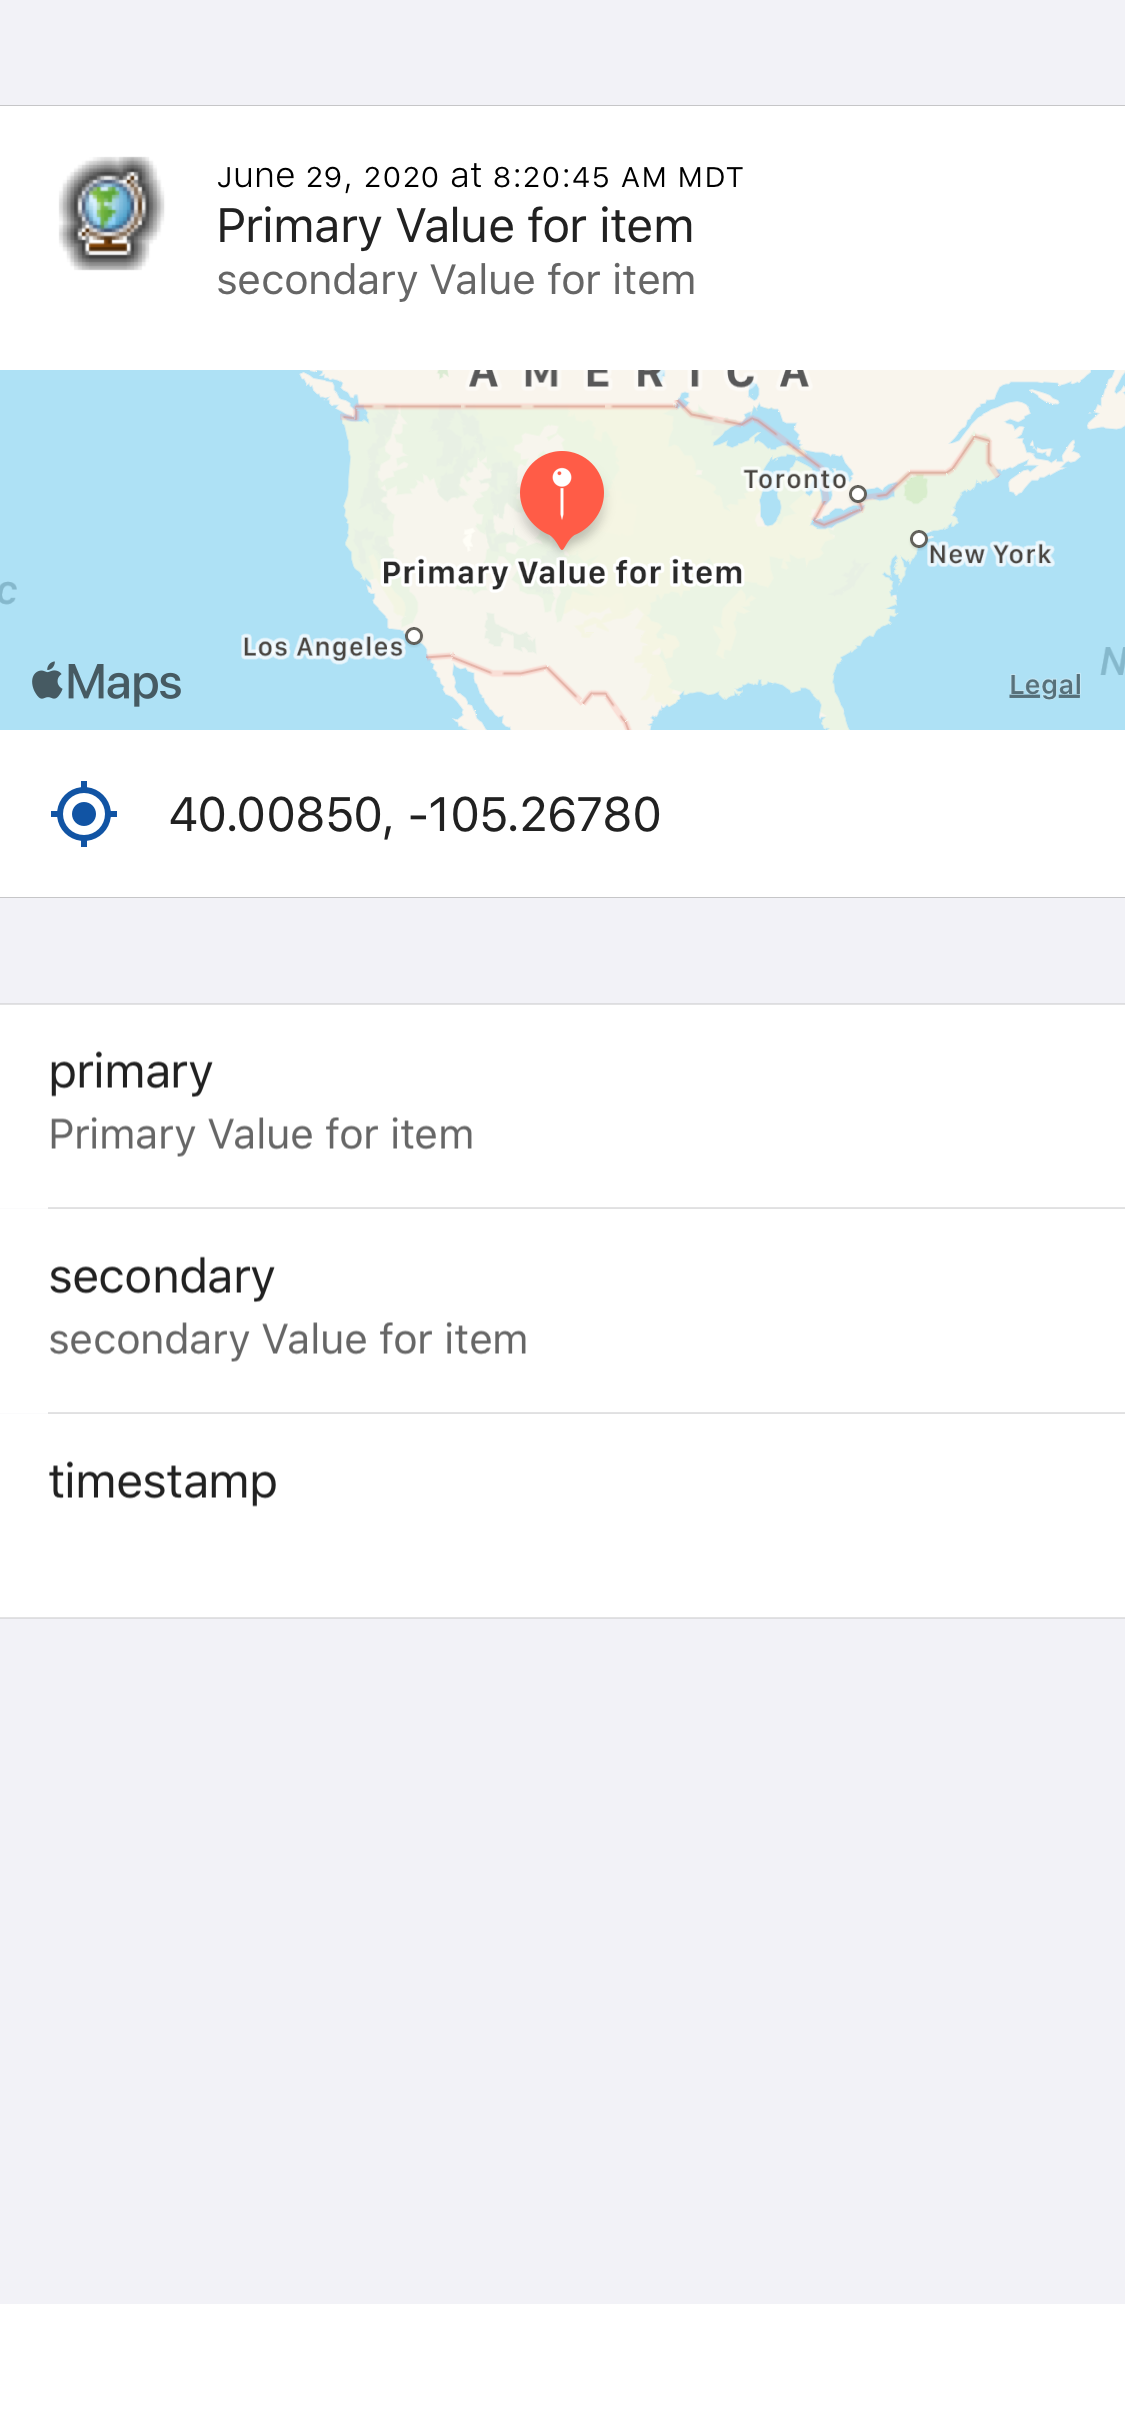 June 29, 2020 at 8:20:45 AM MDT
Primary Value for item
secondary Value for item
AMERICA
Toronto
New York
Primary Value for item
c
Los Angeles
Maps
Legal
N
40.00850, -105.26780
primary
Primary Value for item
secondary
secondary Value for item
timestamp